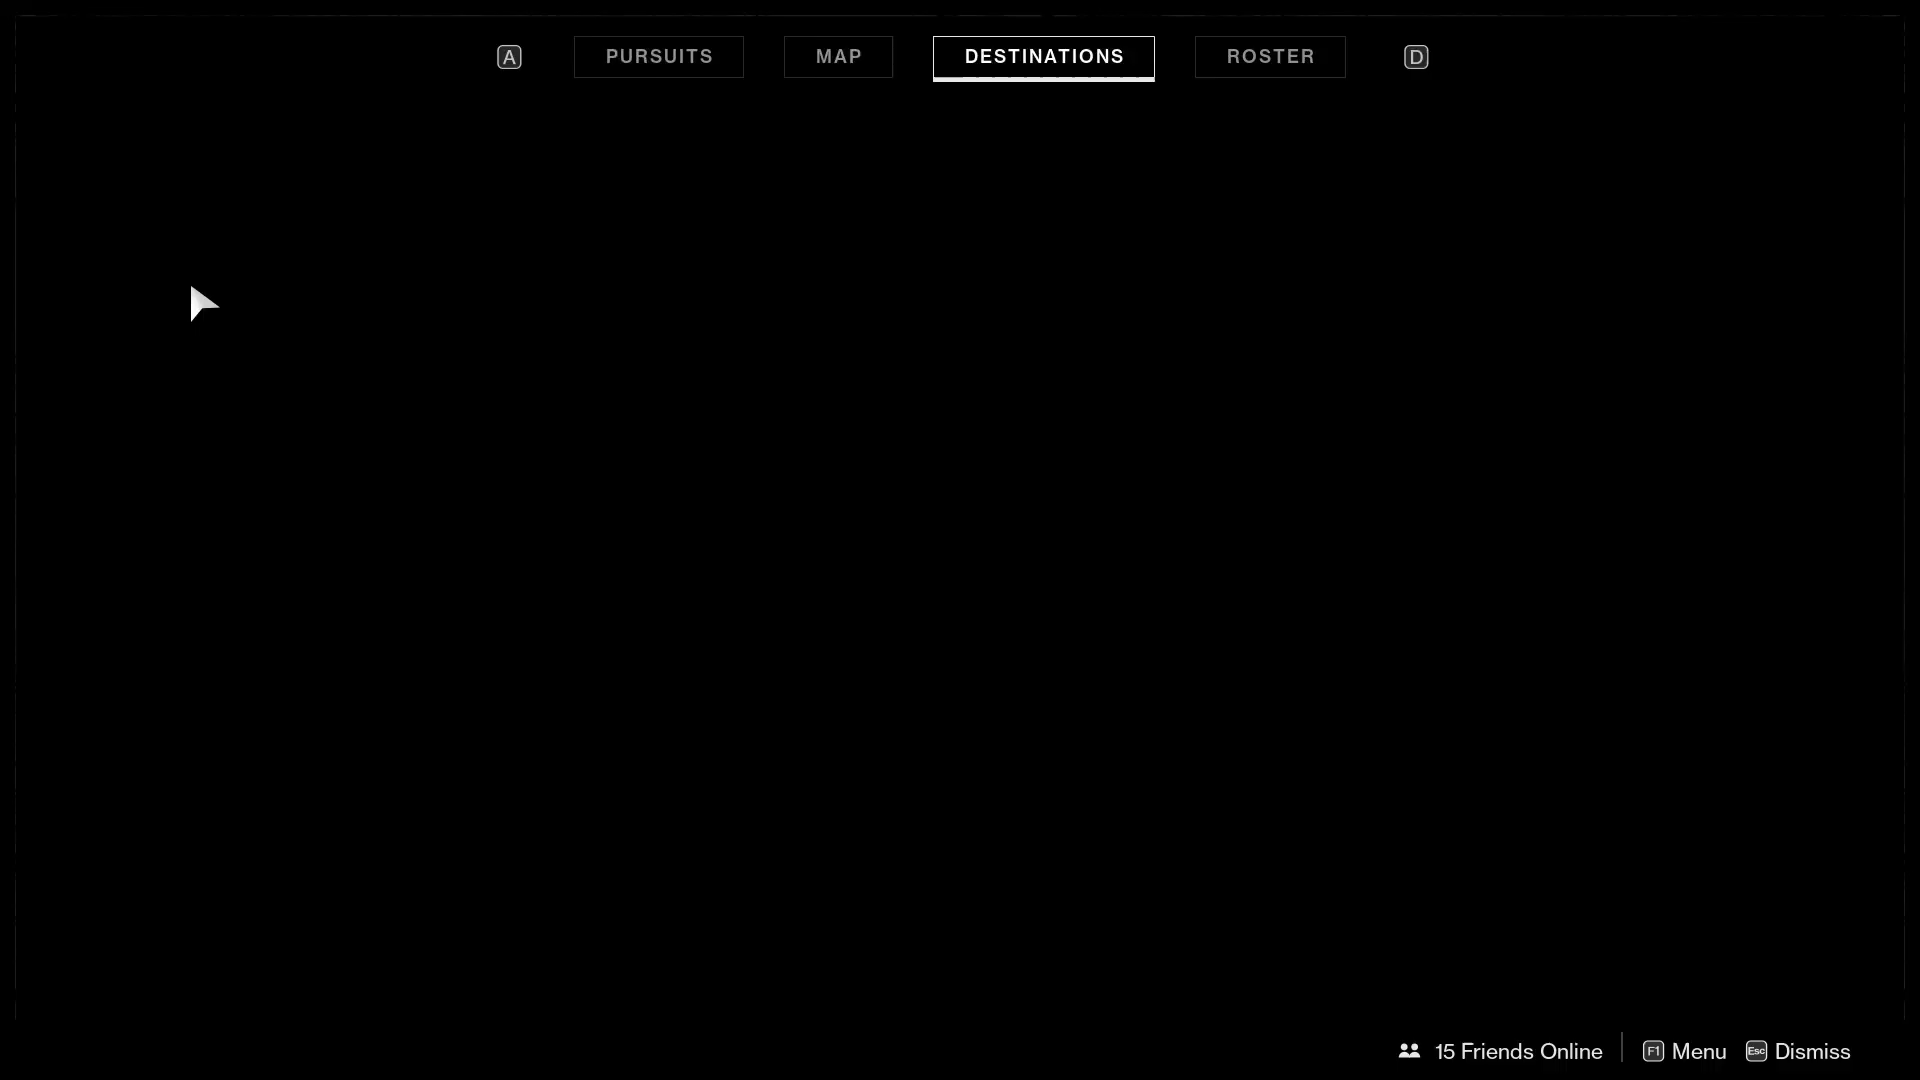 A PURSUITS MAP DESTINATIONS ROSTER D
15 Friends Online F1 Menu Esc Dismiss